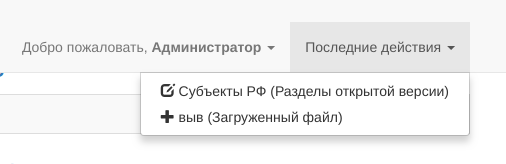 Добро пожаловать, Администратор Последние действия
Субъекты РФ (Разделы открытой версии)
выв (Загруженный файл)